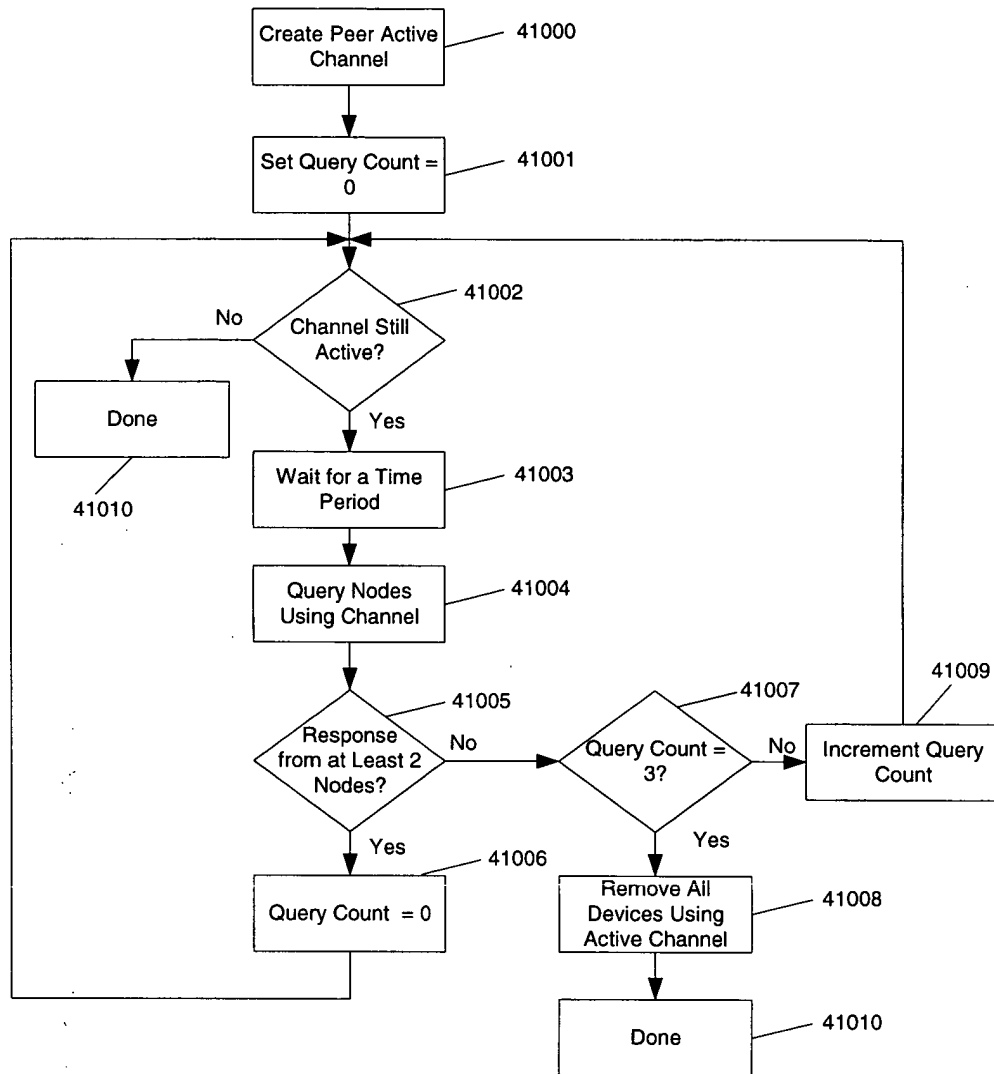 Create Peer Active
Channel
41000
Set Query Count =
0
41001
41002
No
Channel Still
Active?
Done
Yes
41010
Wait for a Time
Period
41003
Query Nodes
Using Channel
41004
41005
Response
from at Least 2
Nodes?
No
41007
Query Count =
3?
No
41009
Increment Query
Count
Yes
41006
Query Count = 0
Yes
Remove All
Devices Using
Active Channel
41008
Done
41010